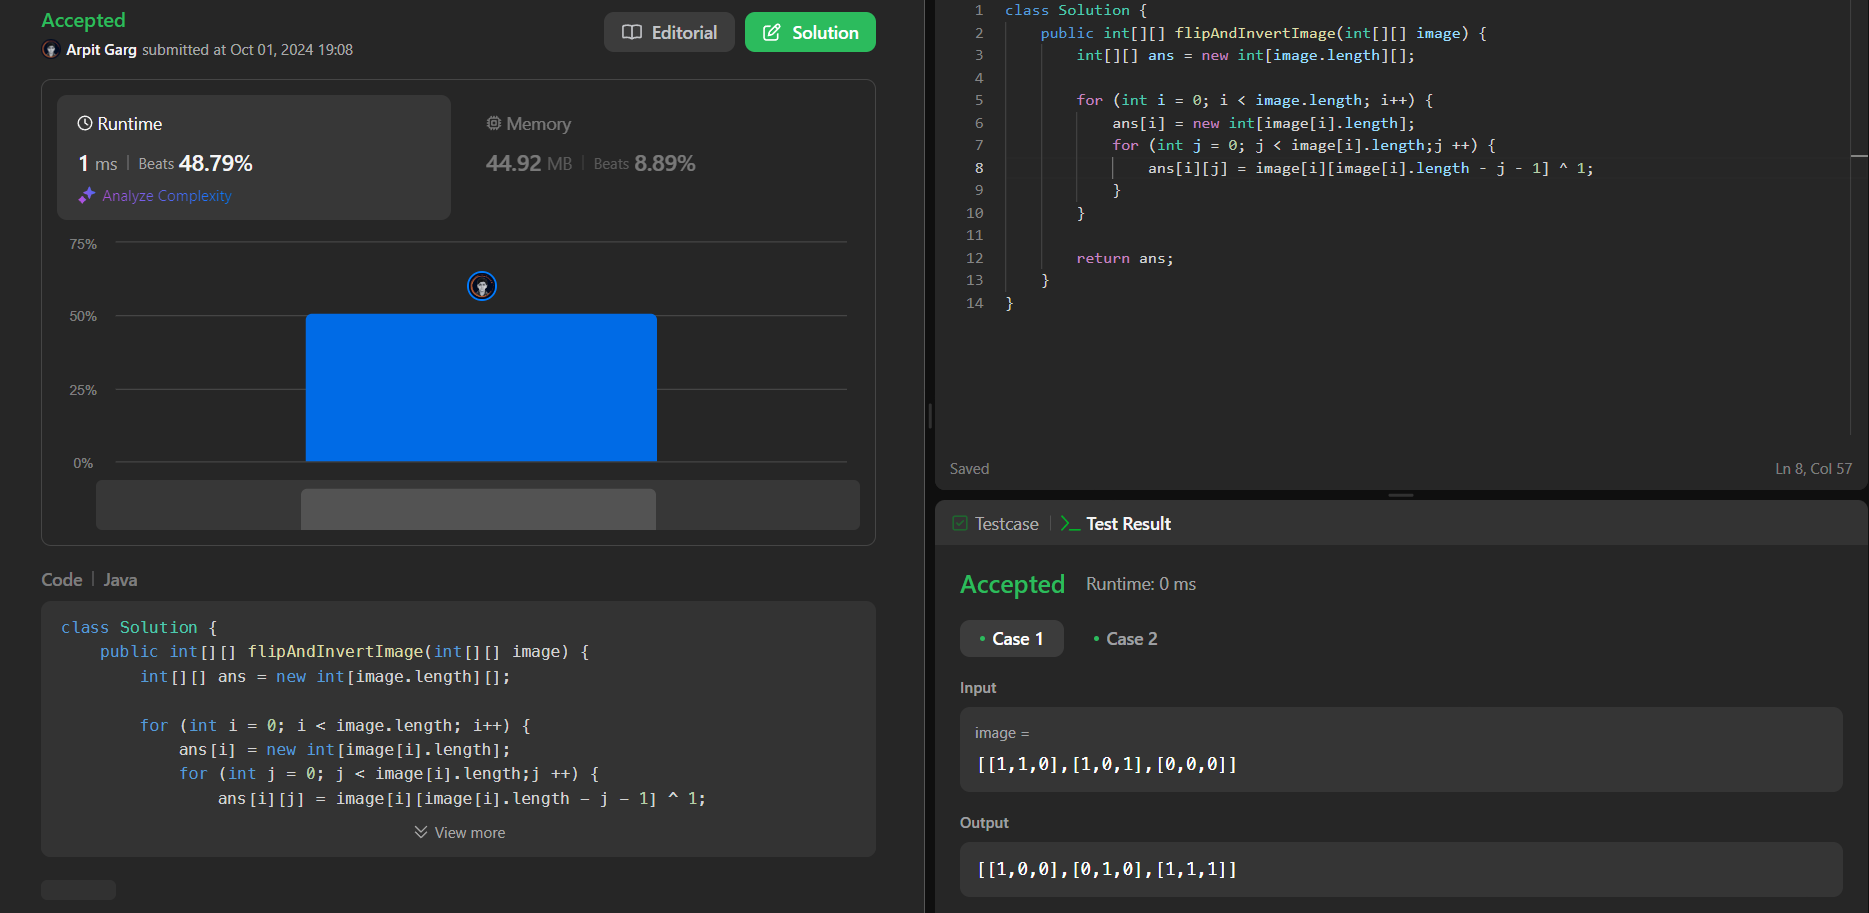 Accepted
Arpit Garg submitted at Oct 01, 2024 19:08
Editorial
Solution
Runtime
1 ms | Beats 48.79%
Analyze Complexity
Memory
44.92 MB | Beats 8.89%
75%
50%
25%
0%
Code | Java
class Solution {
    public int[][] flipAndInvertImage(int[][] image) {
        int[][] ans = new int[image.length][];
        for (int i = 0; i < image.length; i++) {
            ans[i] = new int[image[i].length];
            for (int j = 0; j < image[i].length;j ++) {
                ans[i][j] = image[i][image[i].length - j - 1] ^ 1;
View more
1 class Solution {
2     public int[][] flipAndInvertImage(int[][] image) {
3         int[][] ans = new int[image.length][];
4
5         for (int i = 0; i < image.length; i++) {
6             ans[i] = new int[image[i].length];
7             for (int j = 0; j < image[i].length;j ++) {
8                 ans[i][j] = image[i][image[i].length - j - 1] ^ 1;
9             }
10         }
11
12         return ans;
13     }
14 }
Saved
Ln 8, Col 57
Testcase | >_ Test Result
Accepted Runtime: 0 ms
• Case 1 • Case 2
Input
image =
[[1,1,0],[1,0,1],[0,0,0]]
Output
[[1,0,0],[0,1,0],[1,1,1]]